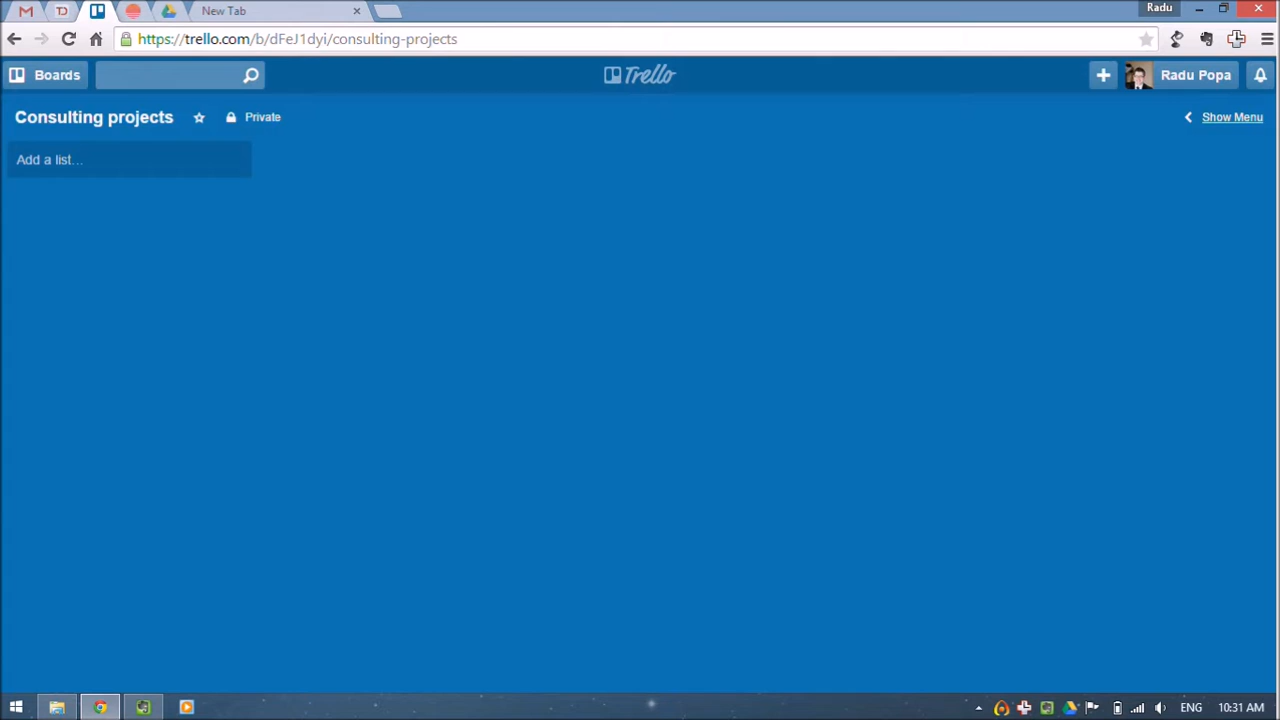 New Tab
Radu
https://trello.com/b/dFeJ1dyi/consulting-projects
Boards
Trello
Radu Popa
Consulting projects
Private
Show Menu
Add a list...
ENG
10:31 AM